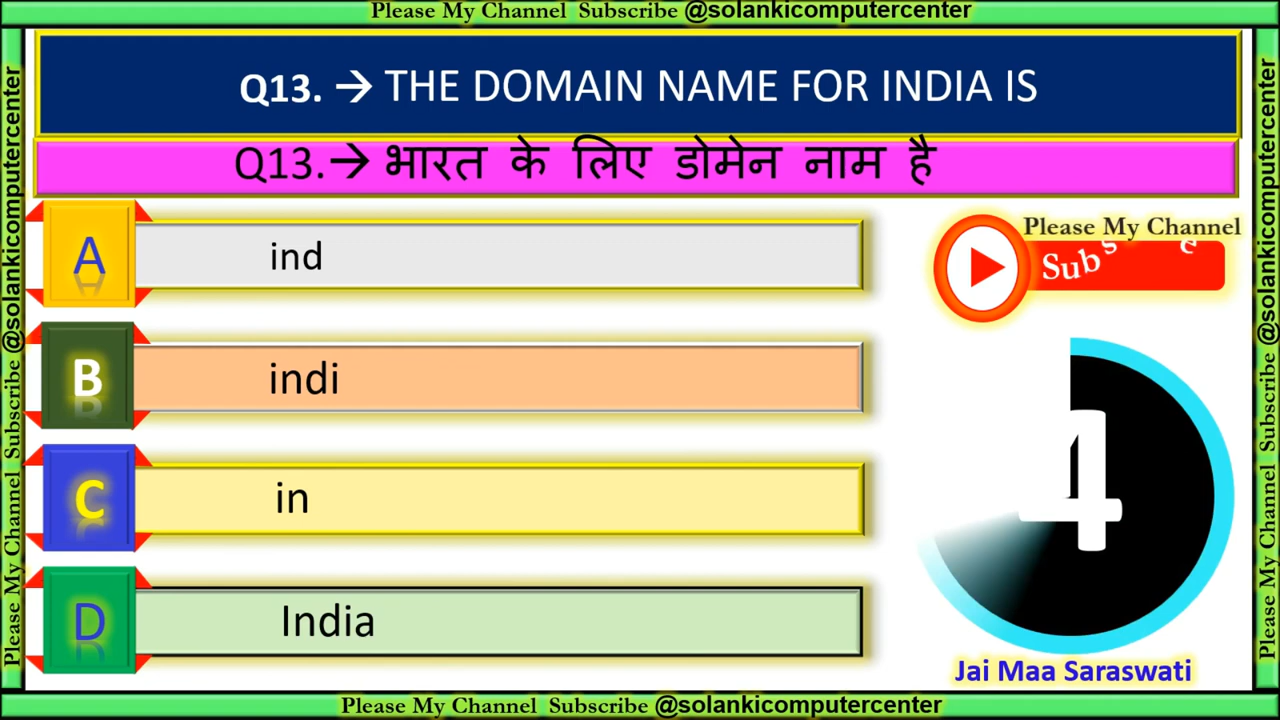 Please My Channel Subscribe @solankicomputercenter
Q13. → THE DOMAIN NAME FOR INDIA IS
Q13.→ भारत के लिए डोमेन नाम है
A ind
B indi
C in
D India
Please My Channel
Subs e
4
Jai Maa Saraswati
Please My Channel Subscribe @solankicomputercenter
Please My Channel Subscribe @solankicomputercenter
Please My Channel Subscribe @solankicomputercenter